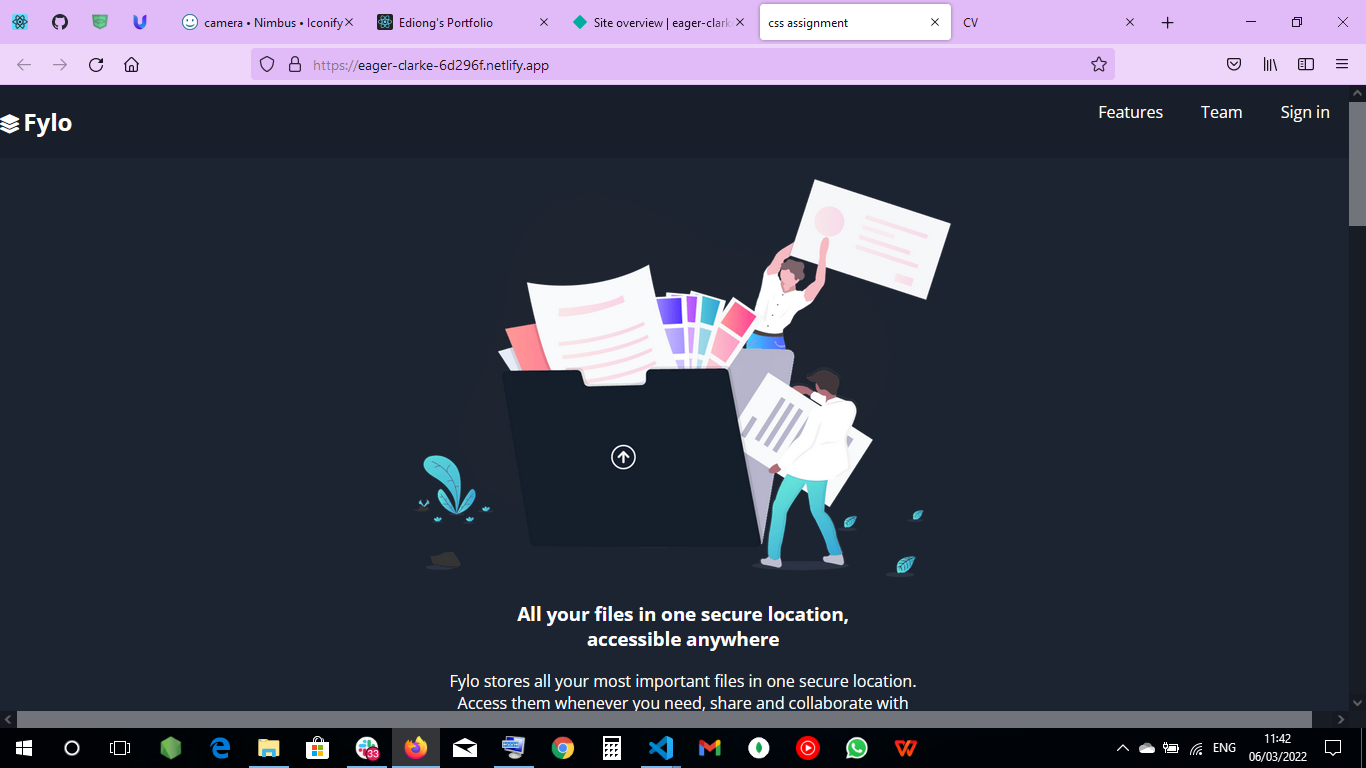 camera • Nimbus • Iconify
Ediong's Portfolio
Site overview | eager-clark
css assignment
CV
https://eager-clarke-6d296f.netlify.app
Fylo
Features
Team
Sign in
All your files in one secure location,
accessible anywhere
Fylo stores all your most important files in one secure location.
Access them whenever you need, share and collaborate with
33
ENG
11:42
06/03/2022